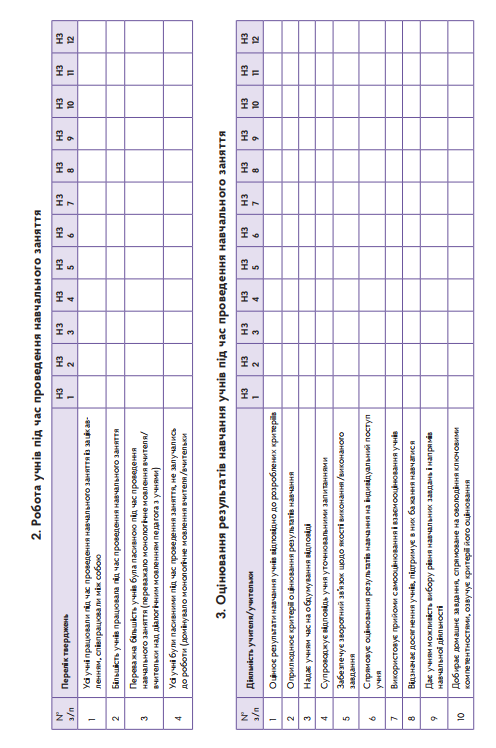 2. Робота учнів під час проведення навчального заняття
№ з/п Перелік тверджень НЗ 1 НЗ 2 НЗ 3 НЗ 4 НЗ 5 НЗ 6 НЗ 7 НЗ 8 НЗ 9 НЗ 10 НЗ 11 НЗ 12
1 Усі учні працювали під час проведення навчального заняття із зацікав-
ленням, співпрацювали між собою
2 Більшість учнів працювала під час проведення навчального заняття
3 Переважна більшість учнів була пасивною під час проведення
навчального заняття (переважало монологічне мовлення вчителя/
вчительки над діалогічним мовленням педагога з учнями)
4 Усі учні були пасивними під час проведення заняття, не залучались
до роботи (домінувало монологічне мовлення вчителя/вчительки
3. Оцінювання результатів навчання учнів під час проведення навчального заняття
№ з/п Діяльність учителя/учительки НЗ 1 НЗ 2 НЗ 3 НЗ 4 НЗ 5 НЗ 6 НЗ 7 НЗ 8 НЗ 9 НЗ 10 НЗ 11 НЗ 12
1 Оцінює результати навчання учнів відповідно до розроблених критеріїв
2 Оприлюднює критерії оцінювання результатів навчання
3 Надає учням час на обдумування відповіді
4 Супроводжує відповідь учня уточнювальними запитаннями
5 Забезпечує зворотний зв'язок щодо якості виконання/виконаного
завдання
6 Спрямовує оцінювання результатів навчання на індивідуальний поступ
учня
7 Використовує прийоми самооцінювання і взаємооцінювання учнів
8 Відзначає досягнення учнів, підтримує в них бажання навчатися
9 Дає учням можливість вибору рівня навчальних завдань і напрямів
навчальної діяльності
10 Добирає домашнє завдання, спрямоване на оволодіння ключовими
компетентностями, озвучує критерії його оцінювання